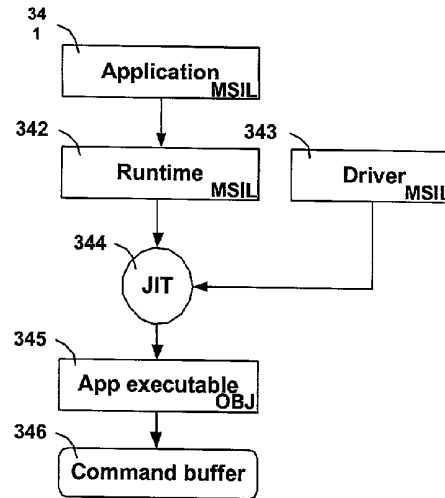 34
1
Application
MSIL
342
343
Runtime
MSIL
Driver
MSIL
344
JIT
345
App executable
OBJ
346
Command buffer